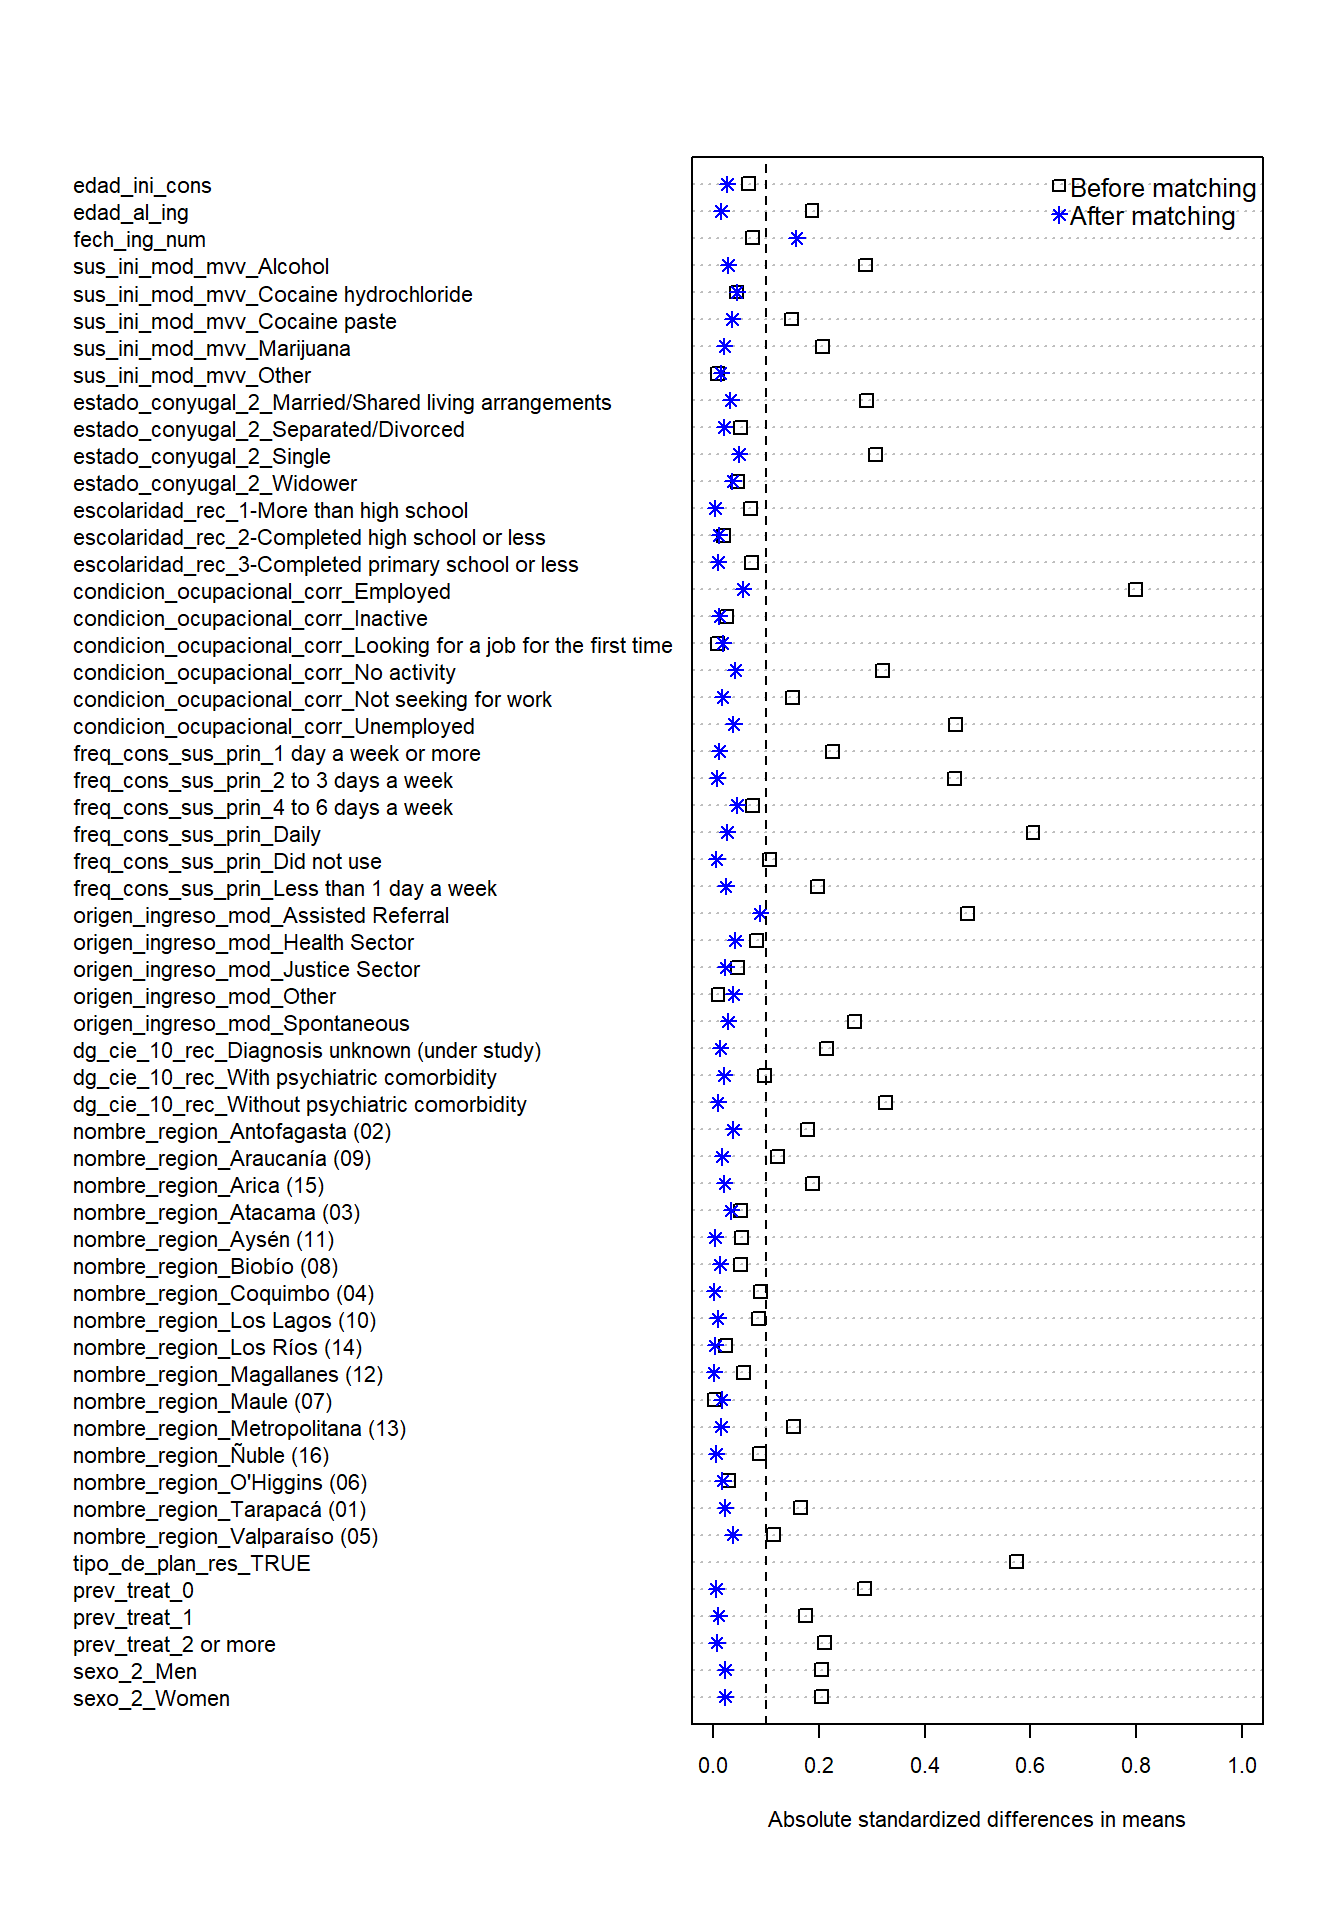 edad_ini_cons
edad_al_ing
fech_ing_num
sus_ini_mod_mvv_Alcohol
sus_ini_mod_mvv_Cocaine hydrochloride
sus_ini_mod_mvv_Cocaine paste
sus_ini_mod_mvv_Marijuana
sus_ini_mod_mvv_Other
estado_conyugal_2_Married/Shared living arrangements
estado_conyugal_2_Separated/Divorced
estado_conyugal_2_Single
estado_conyugal_2_Widower
escolaridad_rec_1-More than high school
escolaridad_rec_2-Completed high school or less
escolaridad_rec_3-Completed primary school or less
condicion_ocupacional_corr_Employed
condicion_ocupacional_corr_Inactive
condicion_ocupacional_corr_Looking for a job for the first time
condicion_ocupacional_corr_No activity
condicion_ocupacional_corr_Not seeking for work
condicion_ocupacional_corr_Unemployed
freq_cons_sus_prin_1 day a week or more
freq_cons_sus_prin_2 to 3 days a week
freq_cons_sus_prin_4 to 6 days a week
freq_cons_sus_prin_Daily
freq_cons_sus_prin_Did not use
freq_cons_sus_prin_Less than 1 day a week
origen_ingreso_mod_Assisted Referral
origen_ingreso_mod_Health Sector
origen_ingreso_mod_Justice Sector
origen_ingreso_mod_Other
origen_ingreso_mod_Spontaneous
dg_cie_10_rec_Diagnosis unknown (under study)
dg_cie_10_rec_With psychiatric comorbidity
dg_cie_10_rec_Without psychiatric comorbidity
nombre_region_Antofagasta (02)
nombre_region_Araucanía (09)
nombre_region_Arica (15)
nombre_region_Atacama (03)
nombre_region_Aysén (11)
nombre_region_Biobío (08)
nombre_region_Coquimbo (04)
nombre_region_Los Lagos (10)
nombre_region_Los Ríos (14)
nombre_region_Magallanes (12)
nombre_region_Maule (07)
nombre_region_Metropolitana (13)
nombre_region_Ñuble (16)
nombre_region_O'Higgins (06)
nombre_region_Tarapacá (01)
nombre_region_Valparaíso (05)
tipo_de_plan_res_TRUE
prev_treat_0
prev_treat_1
prev_treat_2 or more
sexo_2_Men
sexo_2_Women
Before matching
After matching
0.0 0.2 0.4 0.6 0.8 1.0
Absolute standardized differences in means